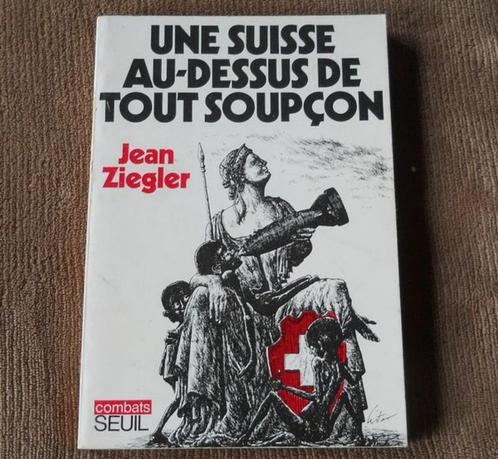 UNE SUISSE
AU-DESSUS DE
TOUT SOUPÇON
Jean
Ziegler
combats
SEUIL